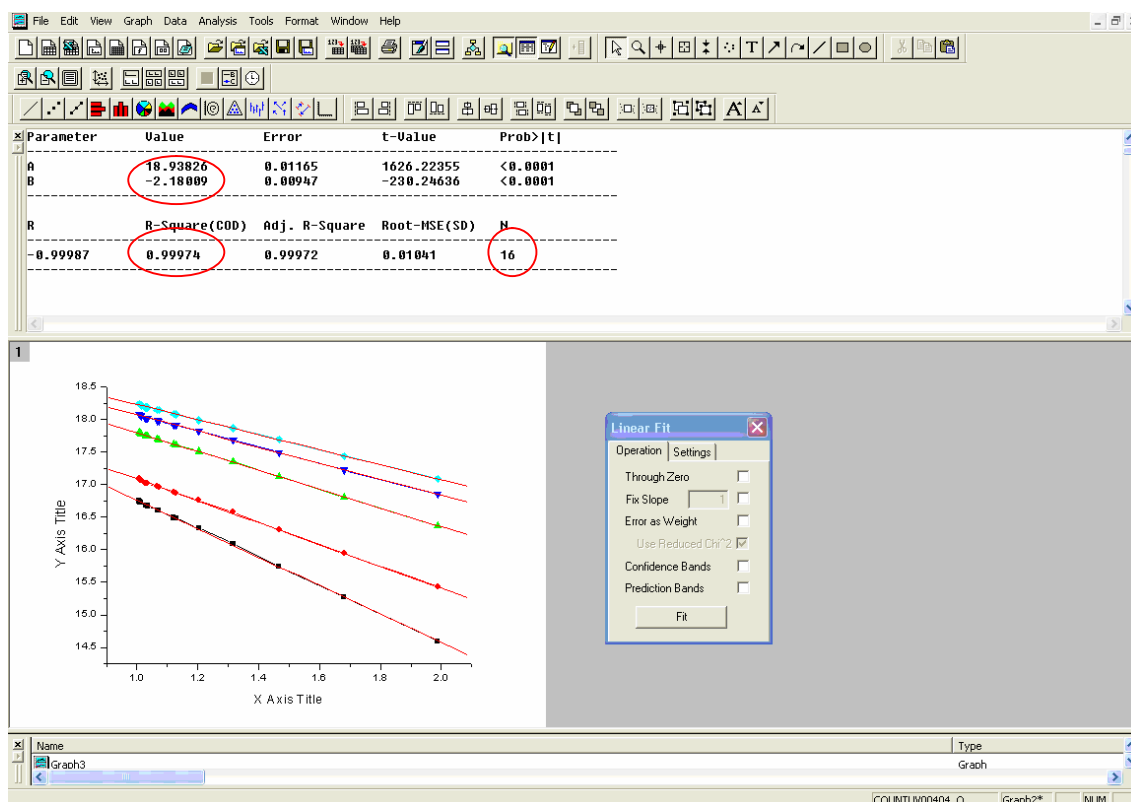 File Edit View Graph Data Analysis Tools Format Window Help
Parameter Value Error t-Value Prob>|t|
A 18.93826 0.01165 1626.22355 <0.0001
B -2.18009 0.00947 -230.24636 <0.0001
R R-Square(COD) Adj. R-Square Root-MSE(SD) N
-0.99987 0.99974 0.99972 0.01041 16
1
18.5
18.0
17.5
17.0
16.5
16.0
15.5
15.0
14.5
Y Axis Title
1.0 1.2 1.4 1.6 1.8 2.0
X Axis Title
Linear Fit
Operation Settings
Through Zero
Fix Slope 1
Error as Weight
Use Reduced Chi^2
Confidence Bands
Prediction Bands
Fit
Name Type
Graph3 Graph
COUNTUV00404_O Graph2* NUM